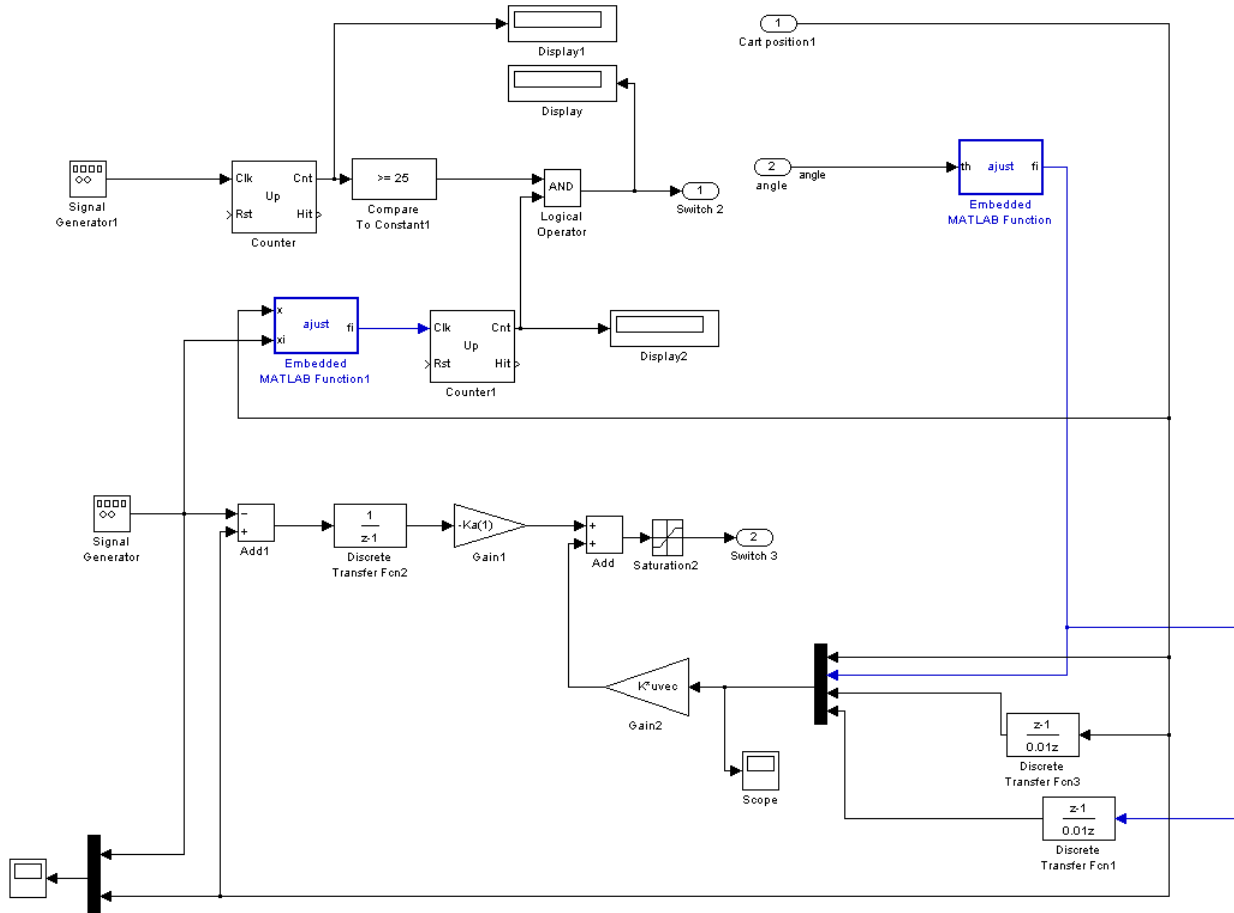 Display1
1
Cart position1
Display
Signal
Generator1
Clk
Cnt
Up
Rst
Hit
Counter
>= 25
Compare
To Constant1
AND
Logical
Operator
1
Switch 2
2
angle
angle
th
ajust
fi
Embedded
MATLAB Function
x
xi
ajust
fi
Embedded
MATLAB Function1
Clk
Cnt
Up
Rst
Hit
Counter1
Display2
Signal
Generator
−
+
Add1
1
z-1
Discrete
Transfer Fcn2
-Ka(1)
Gain1
+
+
Add
Saturation2
2
Switch 3
K*uvec
Gain2
Scope
z-1
0.01z
Discrete
Transfer Fcn3
z-1
0.01z
Discrete
Transfer Fcn1